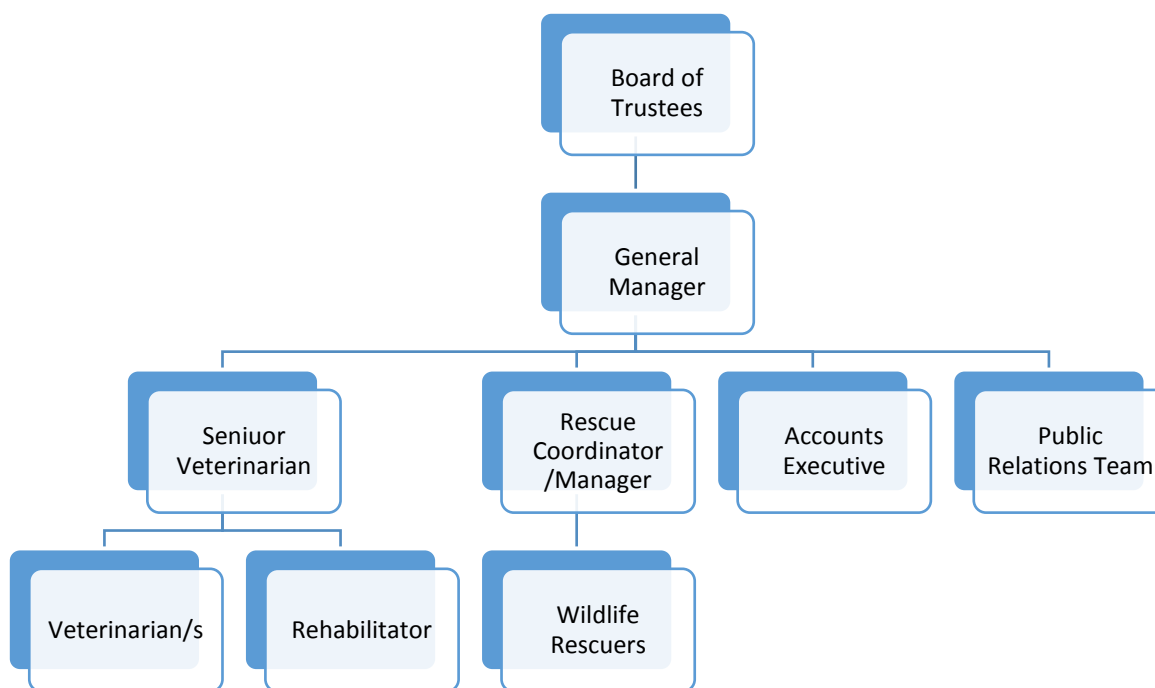 Board of
Trustees
General
Manager
Seniuor
Veterinarian
Rescue
Coordinator
/Manager
Accounts
Executive
Public
Relations Team
Veterinarian/s
Rehabilitator
Wildlife
Rescuers